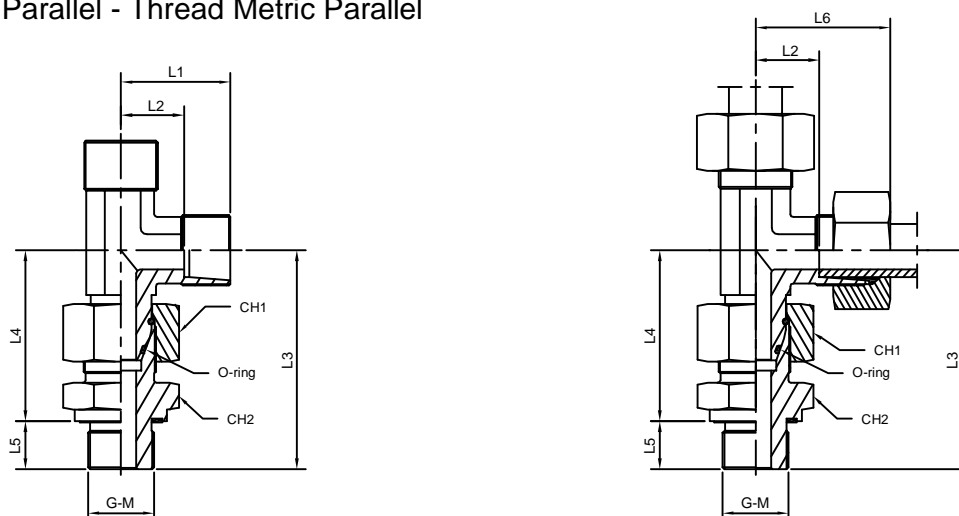 Parallel - Thread Metric Parallel
L1
L2
L4
L5
L3
CH1
O-ring
CH2
G-M
L6
L2
L4
L5
L3
CH1
O-ring
CH2
G-M